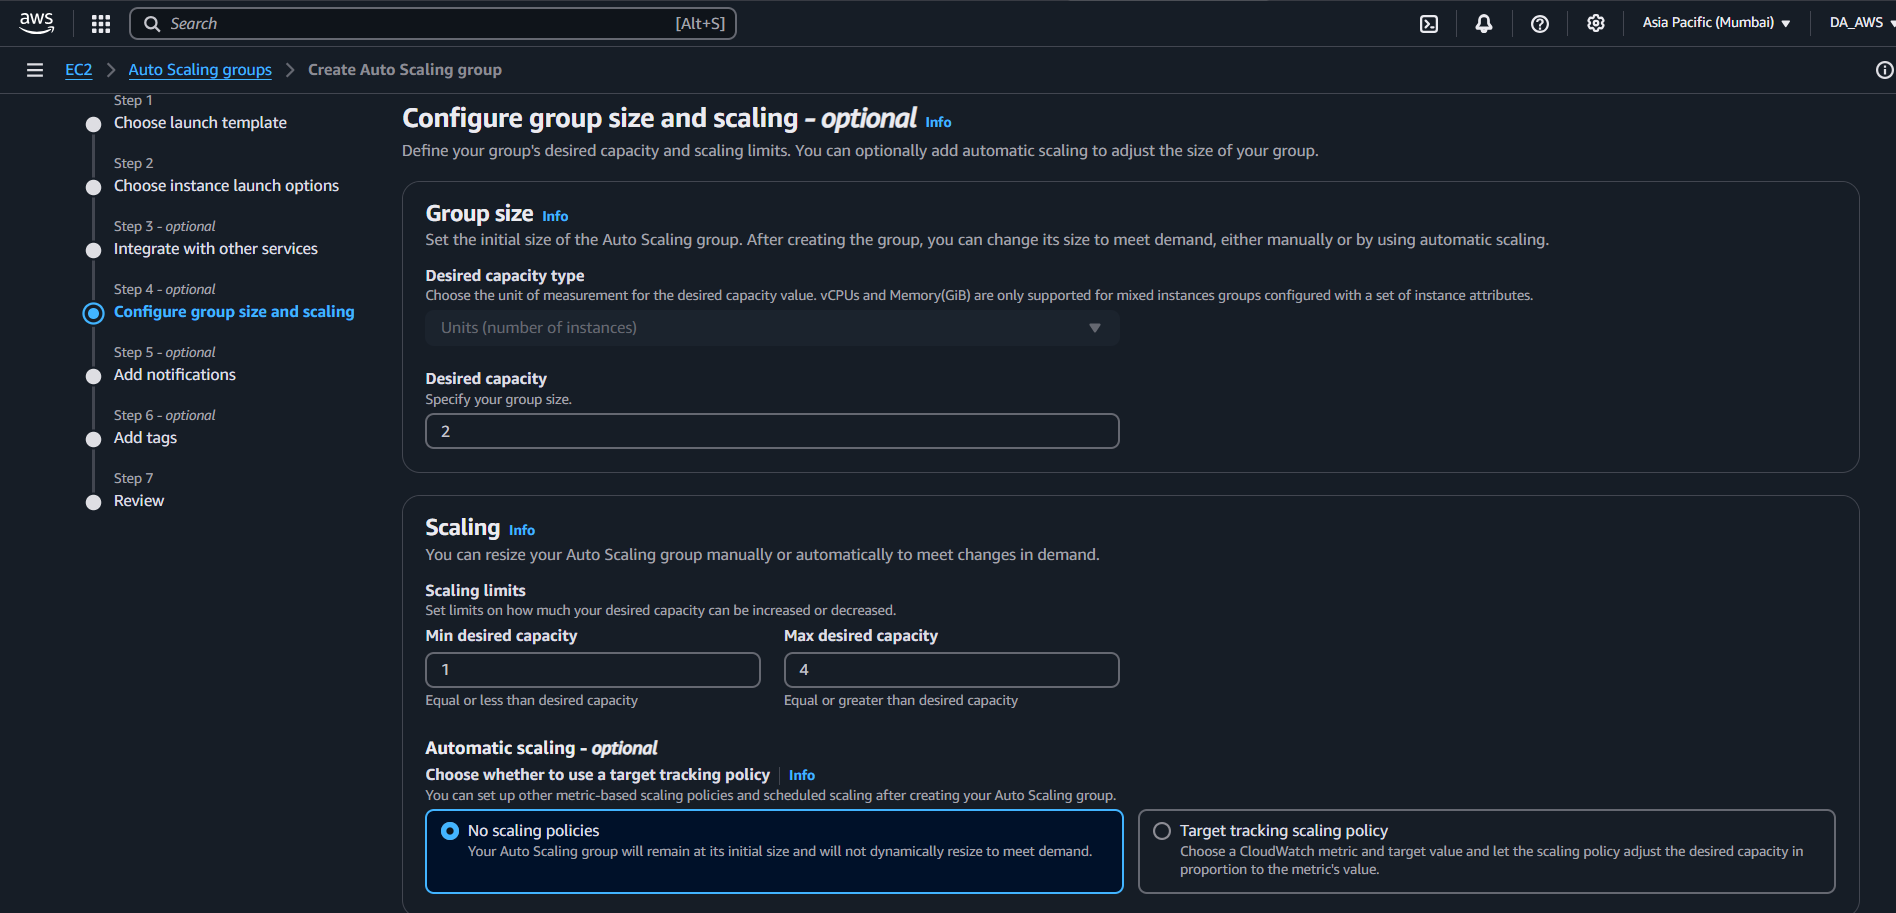 aws
Search [Alt+S]
Asia Pacific (Mumbai)
DA_AWS
EC2
Auto Scaling groups
Create Auto Scaling group
Step 1
Choose launch template
Step 2
Choose instance launch options
Step 3 - optional
Integrate with other services
Step 4 - optional
Configure group size and scaling
Step 5 - optional
Add notifications
Step 6 - optional
Add tags
Step 7
Review
Configure group size and scaling - optional Info
Define your group's desired capacity and scaling limits. You can optionally add automatic scaling to adjust the size of your group.
Group size Info
Set the initial size of the Auto Scaling group. After creating the group, you can change its size to meet demand, either manually or by using automatic scaling.
Desired capacity type
Choose the unit of measurement for the desired capacity value. vCPUs and Memory(GiB) are only supported for mixed instances groups configured with a set of instance attributes.
Units (number of instances)
Desired capacity
Specify your group size.
2
Scaling Info
You can resize your Auto Scaling group manually or automatically to meet changes in demand.
Scaling limits
Set limits on how much your desired capacity can be increased or decreased.
Min desired capacity
1
Equal or less than desired capacity
Max desired capacity
4
Equal or greater than desired capacity
Automatic scaling - optional
Choose whether to use a target tracking policy Info
You can set up other metric-based scaling policies and scheduled scaling after creating your Auto Scaling group.
No scaling policies
Your Auto Scaling group will remain at its initial size and will not dynamically resize to meet demand.
Target tracking scaling policy
Choose a CloudWatch metric and target value and let the scaling policy adjust the desired capacity in
proportion to the metric's value.